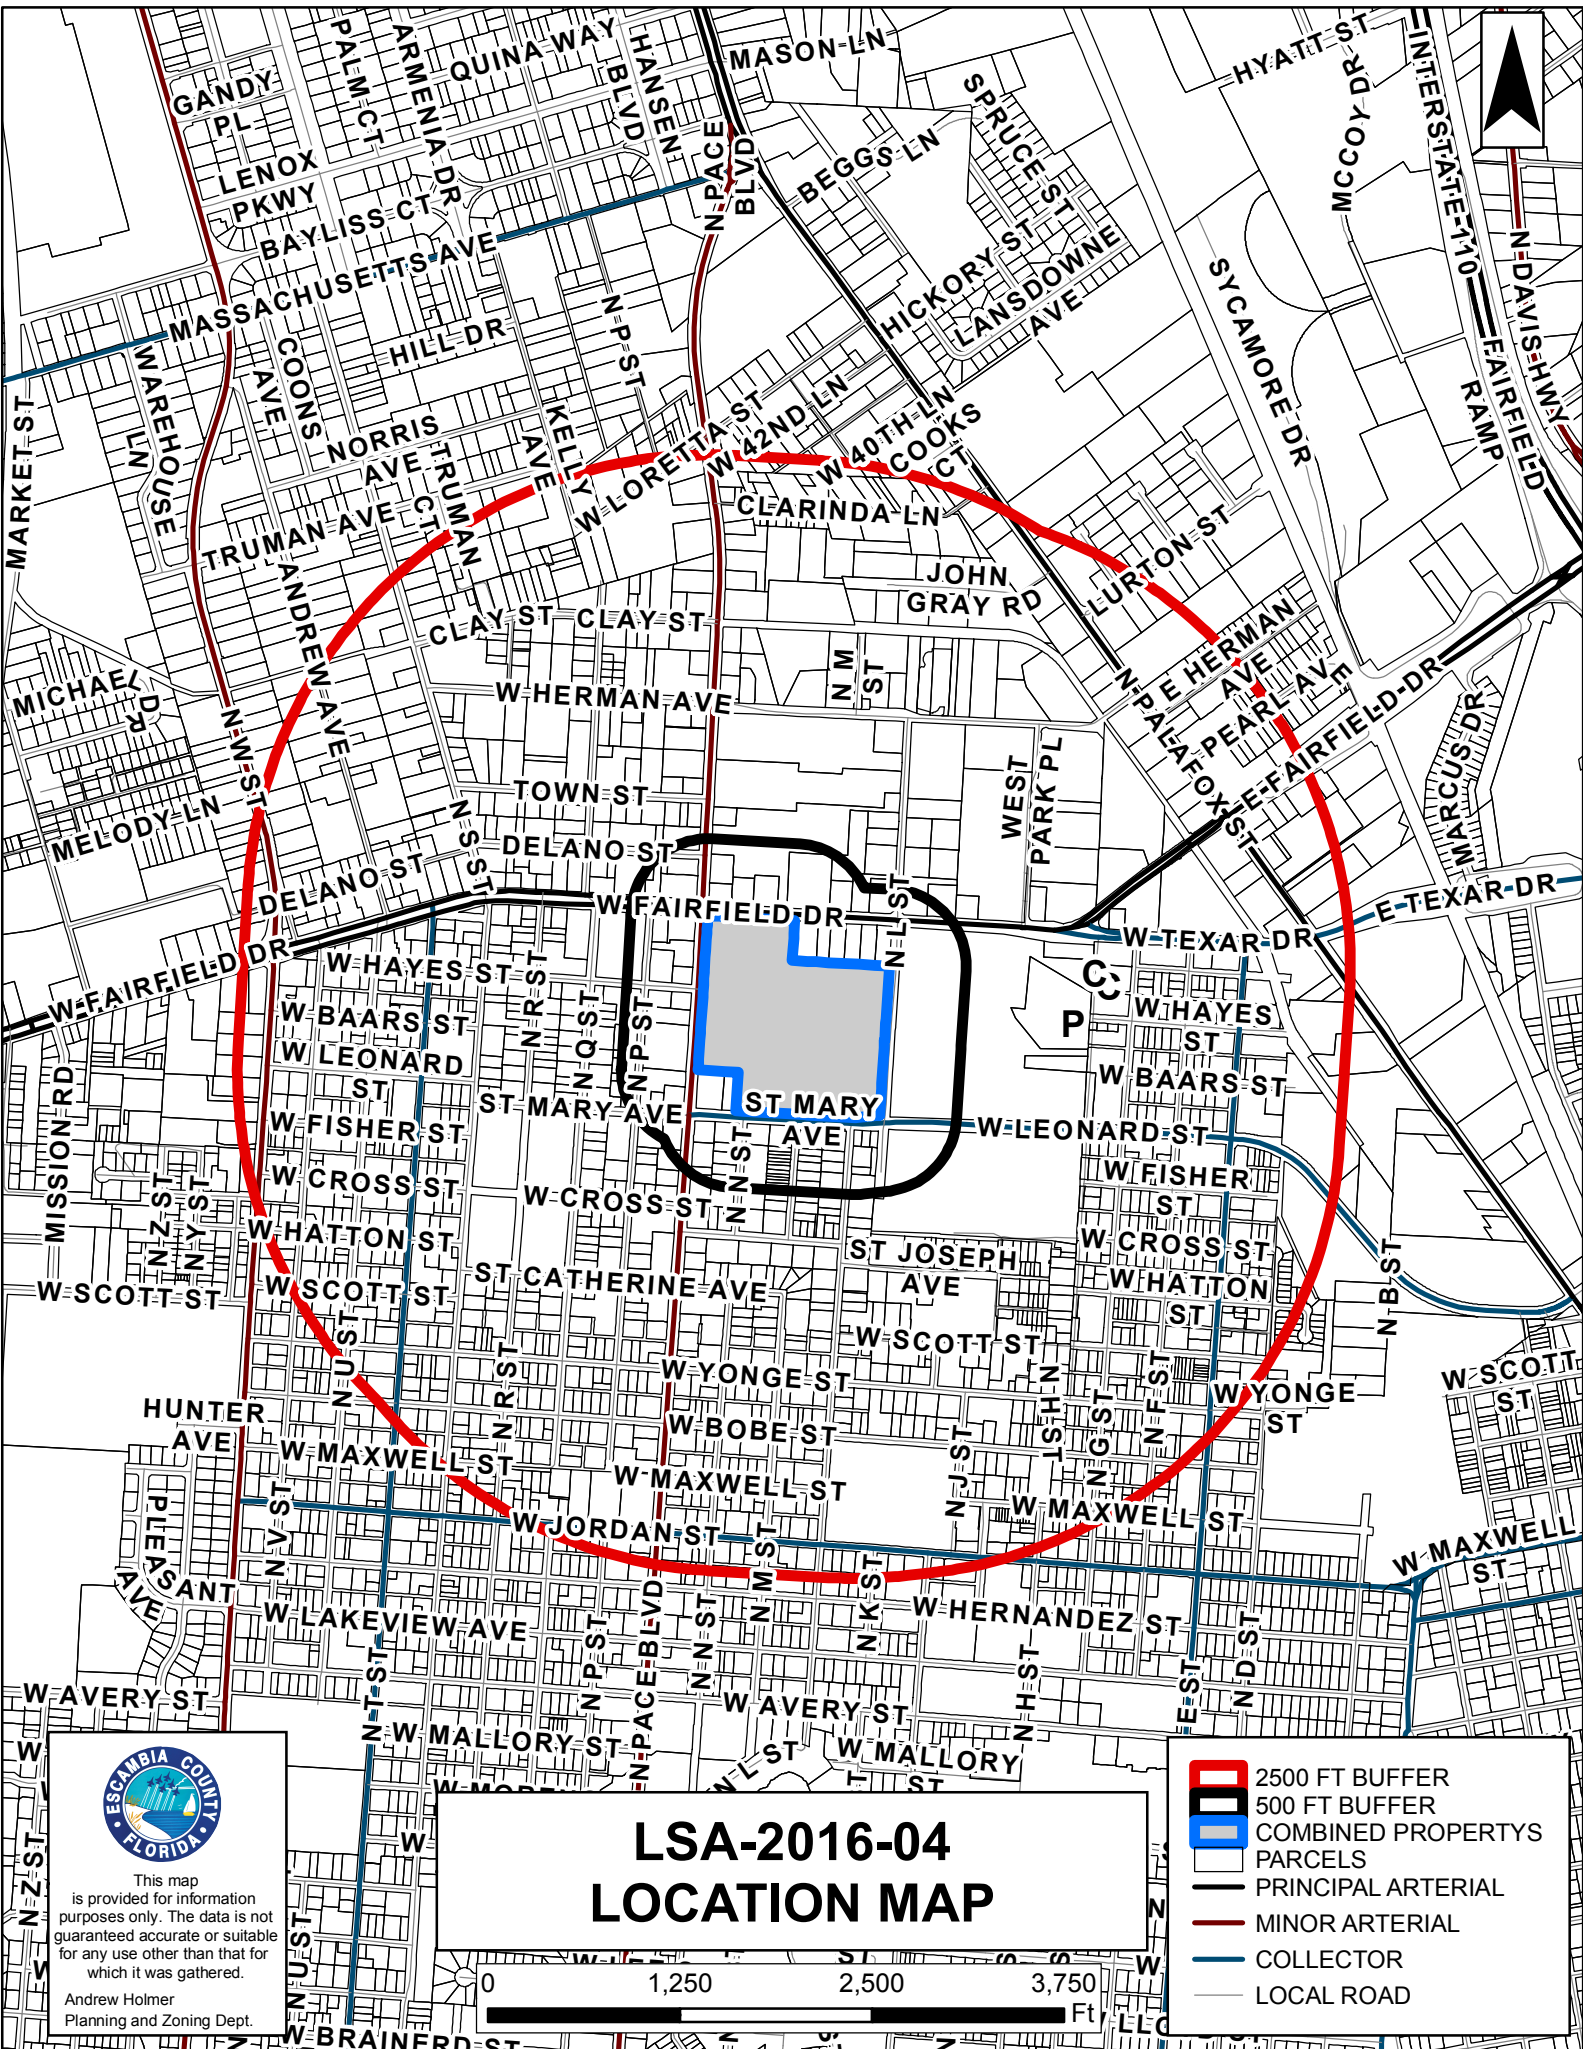 QUINA WAY
PALM CT
ARMENIA DR
HANSEN
BLVD
MASON LN
HYATT ST
MCCOY DR
INTERSTATE 110
GANDY
PL
LENOX
PKWY
BAYLISS CT
N PACE
BLVD
BEGGS LN
SPRUCE ST
MASSACHUSETTS AVE
HICKORY ST
LANSDOWNE
AVE
SYCAMORE DR
N DAVIS HWY
FAIRFIELD
RAMP
HILL DR
N P ST
COONS
AVE
WAREHOUSE
LN
MARKET ST
NORRIS
AVE
KELLY
AVE
W LORETTA ST
W 42ND LN
W 40TH LN
COOKS
CT
TRUMAN
CT
TRUMAN AVE
CLARINDA LN
LURTON ST
JOHN
GRAY RD
ANDREW AVE
CLAY ST
CLAY ST
N M
ST
E HERMAN
AVE
PEARL AVE
MICHAEL
DR
W HERMAN AVE
N PALAFOX ST
E FAIRFIELD DR
MARCUS DR
N W ST
WEST
PARK PL
TOWN ST
MELODY LN
N S ST
DELANO ST
DELANO ST
W FAIRFIELD DR
N L ST
E TEXAR DR
W TEXAR DR
W FAIRFIELD DR
W HAYES ST
N R ST
C
C
P
W HAYES
ST
W BAARS ST
N Q ST
N P ST
W LEONARD
ST
W BAARS ST
MISSION RD
ST MARY AVE
ST MARY
AVE
W FISHER ST
W LEONARD ST
N N ST
W FISHER
ST
W CROSS ST
W CROSS ST
N Z ST
N Y ST
W HATTON ST
ST JOSEPH
AVE
W CROSS ST
W HATTON
ST
N B ST
W SCOTT ST
W SCOTT ST
ST CATHERINE AVE
W SCOTT ST
N U ST
N R ST
W YONGE ST
N H ST
N G ST
N F ST
W YONGE
ST
W SCOTT
ST
HUNTER
AVE
W BOBE ST
W MAXWELL ST
N J ST
W MAXWELL ST
W MAXWELL ST
PLEASANT
AVE
N V ST
W JORDAN ST
N M ST
N K ST
W MAXWELL
ST
W LAKEVIEW AVE
N P ST
N PACE BLVD
N N ST
W HERNANDEZ ST
N T ST
N H ST
E ST
N D ST
W AVERY ST
W AVERY ST
W MALLORY ST
N L ST
W MALLORY
ST
ESCAMBIA COUNTY
FLORIDA
This map
is provided for information
purposes only. The data is not
guaranteed accurate or suitable
for any use other than that for
which it was gathered.
Andrew Holmer
Planning and Zoning Dept.
N Z ST
N U ST
W BRAINERD ST
LSA-2016-04
LOCATION MAP
0 1,250 2,500 3,750
Ft
2500 FT BUFFER
500 FT BUFFER
COMBINED PROPERTYS
PARCELS
PRINCIPAL ARTERIAL
MINOR ARTERIAL
COLLECTOR
LOCAL ROAD